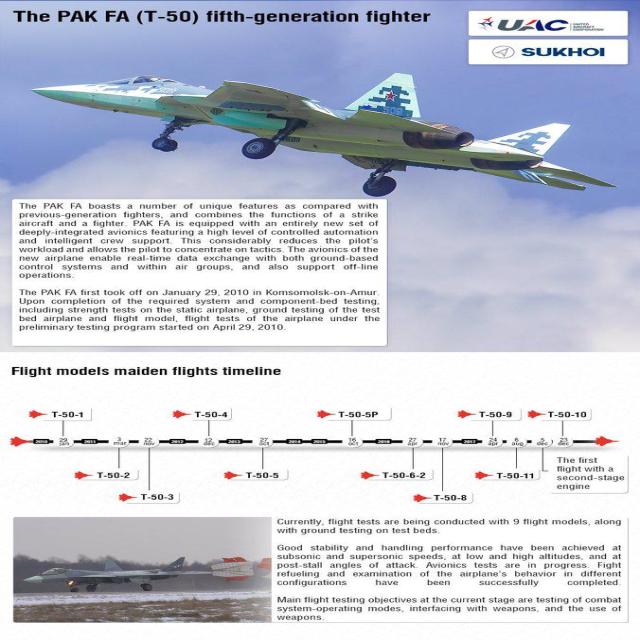 The PAK FA (T-50) fifth-generation fighter
UAC
UNITED
AIRCRAFT
CORPORATION
SUKHOI
The PAK FA boasts a number of unique features as compared with
previous-generation fighters, and combines the functions of a strike
aircraft and a fighter. PAK FA is equipped with an entirely new set of
deeply-integrated avionics featuring a high level of controlled automation
and intelligent crew support. This considerably reduces the pilot's
workload and allows the pilot to concentrate on tactics. The avionics of
the new airplane enable real-time data exchange with both ground-based
control systems and within air groups, and also support off-line
operations.
The PAK FA first took off on January 29, 2010 in Komsomolsk-on-Amur.
Upon completion of the required system and component-bed testing,
including strength tests on the static airplane, ground testing of the test
bed airplane and flight model, flight tests of the airplane under the
preliminary testing program started on April 29, 2010.
Flight models maiden flights timeline
T-50-1
T-50-4
T-50-5P
T-50-9
T-50-10
2010 29 jan 2011 3 mar 22 nov 2012 12 dec 2013 27 oct 2014 2015 16 oct 2016 27 apr 17 nov 2017 24 apr 6 aug 5 dec 23 dec
T-50-2
T-50-3
T-50-5
T-50-6-2
T-50-8
T-50-11
The first
flight with a
second-stage
engine
Currently, flight tests are being conducted with 9 flight models, along
with ground testing on test beds.
Good stability and handling performance have been achieved at
subsonic and supersonic speeds, at low and high altitudes, and at
post-stall angles of attack. Avionics tests are in progress. Flight
refueling and examination of the airplane's behavior in different
configurations have been successfully completed.
Main flight testing objectives at the current stage are testing of combat
system-operating modes, interfacing with weapons, and the use of
weapons.